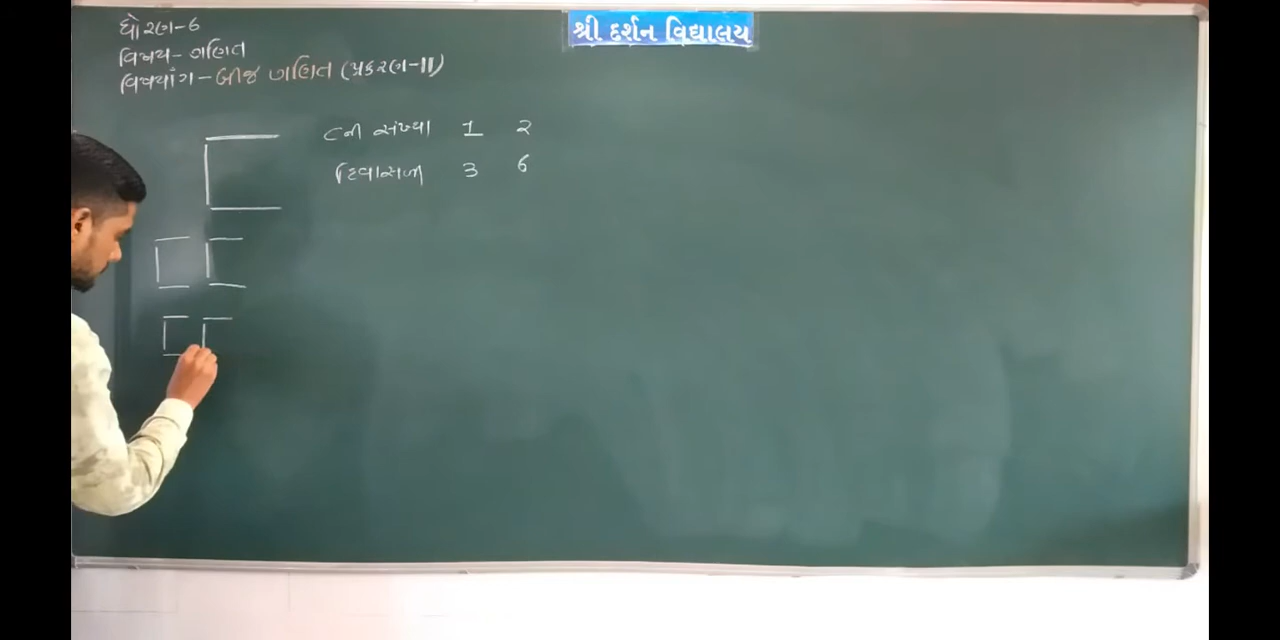 શ્રી દર્શન વિદ્યાલય
ધોરણ-6
વિષય- ગણિત
વિષયાંગ - બીજ ગણિત (પ્રકરણ-11)
C ની સંખ્યા 1 2
દિવાસળી 3 6